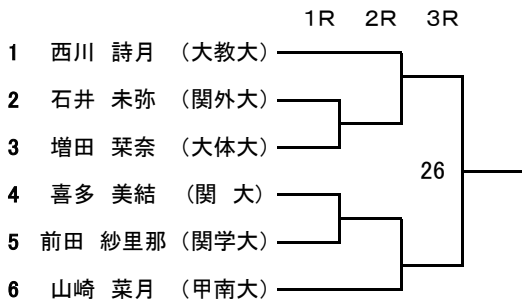 1R 2R 3R
1 西川 詩月 (大教大)
2 石井 未弥 (関外大)
3 増田 栞奈 (大体大)
26
4 喜多 美結 (関 大)
5 前田 紗里那 (関学大)
6 山崎 菜月 (甲南大)